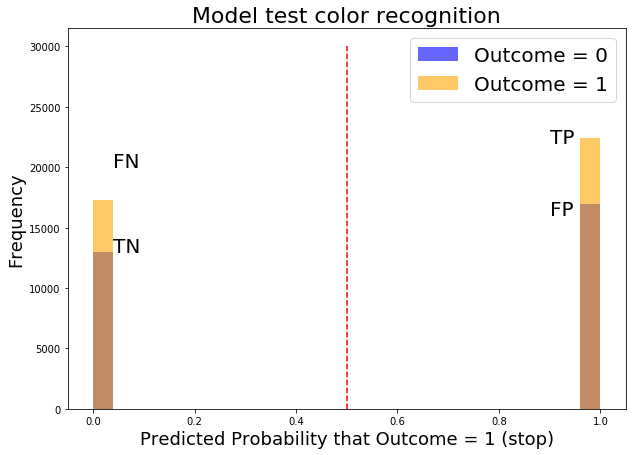 Model test color recognition
Outcome = 0
Outcome = 1
30000
25000
20000
15000
10000
5000
0
Frequency
FN
TN
TP
FP
0.0 0.2 0.4 0.6 0.8 1.0
Predicted Probability that Outcome = 1 (stop)